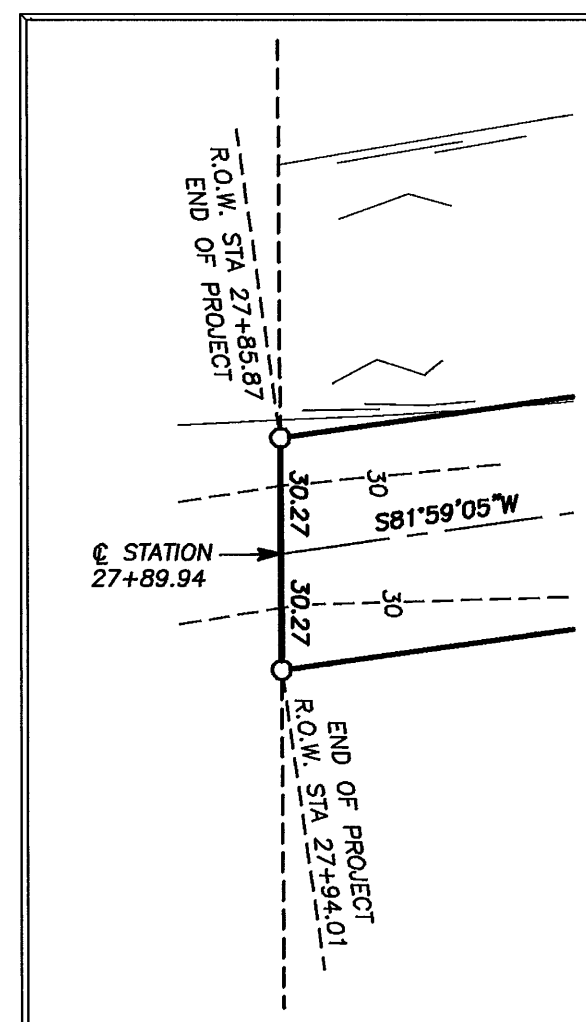 R.O.W. STA 27+85.87
END OF PROJECT
30.27
30
S81°59'05"W
℄ STATION
27+89.94
30.27
30
END OF PROJECT
R.O.W. STA 27+94.01